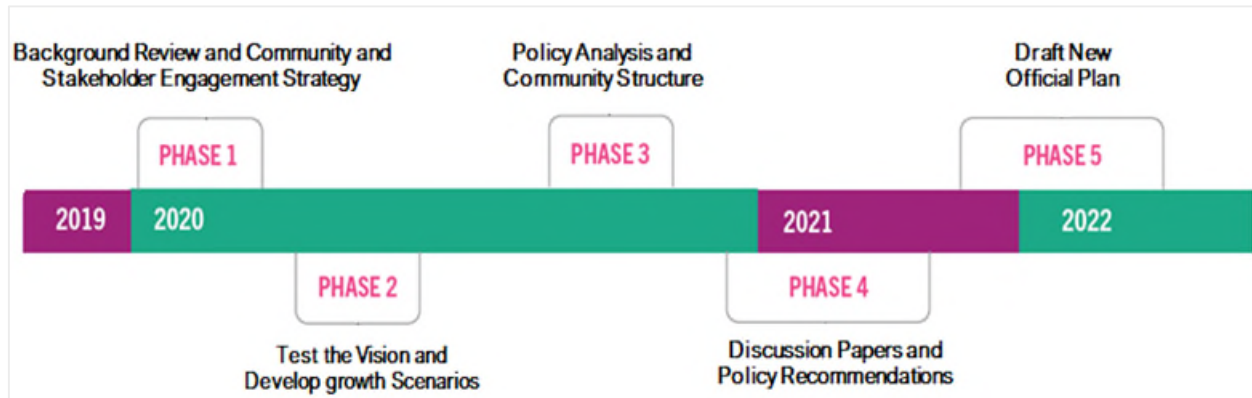 Background Review and Community and
Stakeholder Engagement Strategy
Policy Analysis and
Community Structure
Draft New
Official Plan
PHASE 1
PHASE 3
PHASE 5
2019
2020
2021
2022
PHASE 2
PHASE 4
Test the Vision and
Develop growth Scenarios
Discussion Papers and
Policy Recommendations